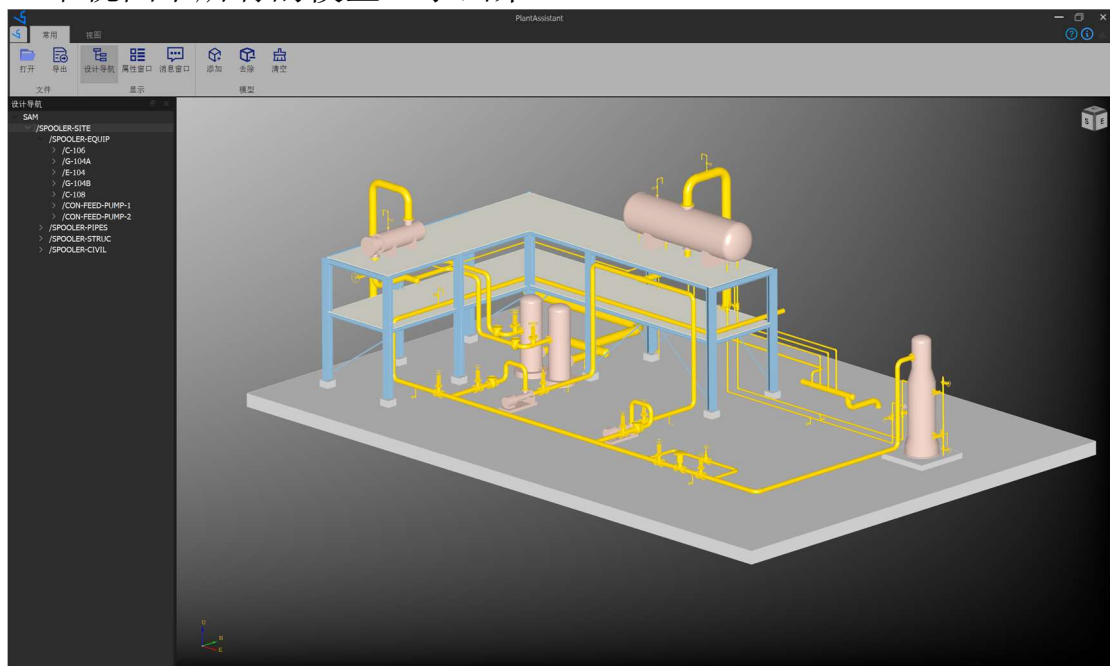 PlantAssistant
常用 视图
打开 导出 设计导航 属性窗口 消息窗口 添加 去除 清空
文件 显示 模型
设计导航
SAM
/SPOOLER-SITE
/SPOOLER-EQUIP
/C-106
/G-104A
/E-104
/G-104B
/C-108
/CON-FEED-PUMP-1
/CON-FEED-PUMP-2
/SPOOLER-PIPES
/SPOOLER-STRUC
/SPOOLER-CIVIL
S E
U
N
E